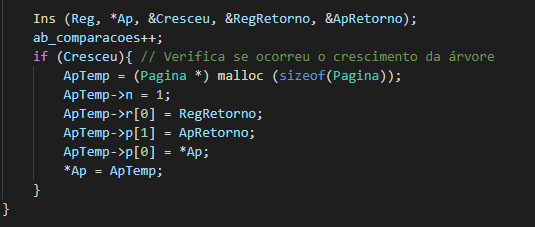 Ins (Reg, *Ap, &Cresceu, &RegRetorno, &ApRetorno);
ab_comparacoes++;
if (Cresceu){ // Verifica se ocorreu o crescimento da árvore
ApTemp = (Pagina *) malloc (sizeof(Pagina));
ApTemp->n = 1;
ApTemp->r[0] = RegRetorno;
ApTemp->p[1] = ApRetorno;
ApTemp->p[0] = *Ap;
*Ap = ApTemp;
}
}